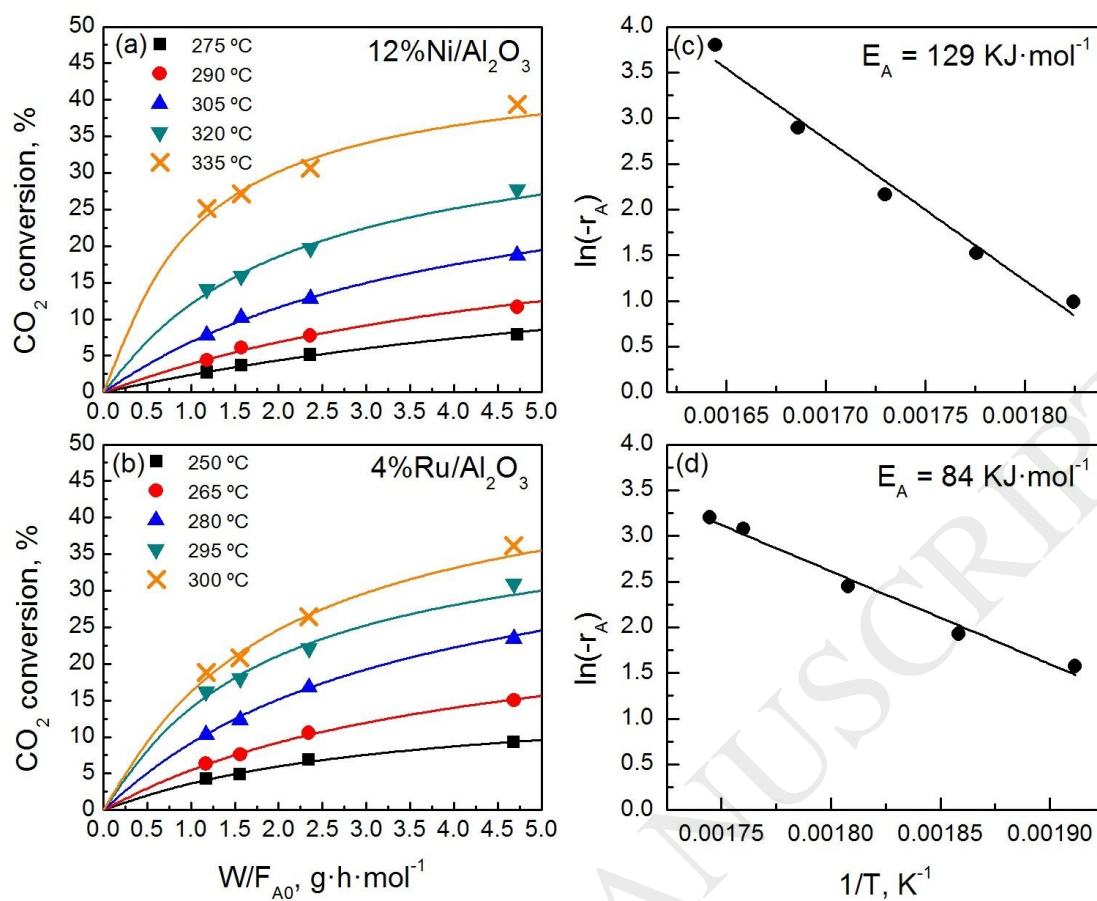 (a) 12%Ni/Al₂O₃
275 ºC
290 ºC
305 ºC
320 ºC
335 ºC
CO₂ conversion, %
50
45
40
35
30
25
20
15
10
5
0
0.0 0.5 1.0 1.5 2.0 2.5 3.0 3.5 4.0 4.5 5.0
(c) E_A = 129 KJ·mol⁻¹
ln(-r_A)
4.0
3.5
3.0
2.5
2.0
1.5
1.0
0.5
0.0
0.00165 0.00170 0.00175 0.00180
(b) 4%Ru/Al₂O₃
250 ºC
265 ºC
280 ºC
295 ºC
300 ºC
CO₂ conversion, %
50
45
40
35
30
25
20
15
10
5
0
0.0 0.5 1.0 1.5 2.0 2.5 3.0 3.5 4.0 4.5 5.0
W/F_A0, g·h·mol⁻¹
(d) E_A = 84 KJ·mol⁻¹
ln(-r_A)
4.0
3.5
3.0
2.5
2.0
1.5
1.0
0.5
0.0
0.00175 0.00180 0.00185 0.00190
1/T, K⁻¹
ANUSCRIPT